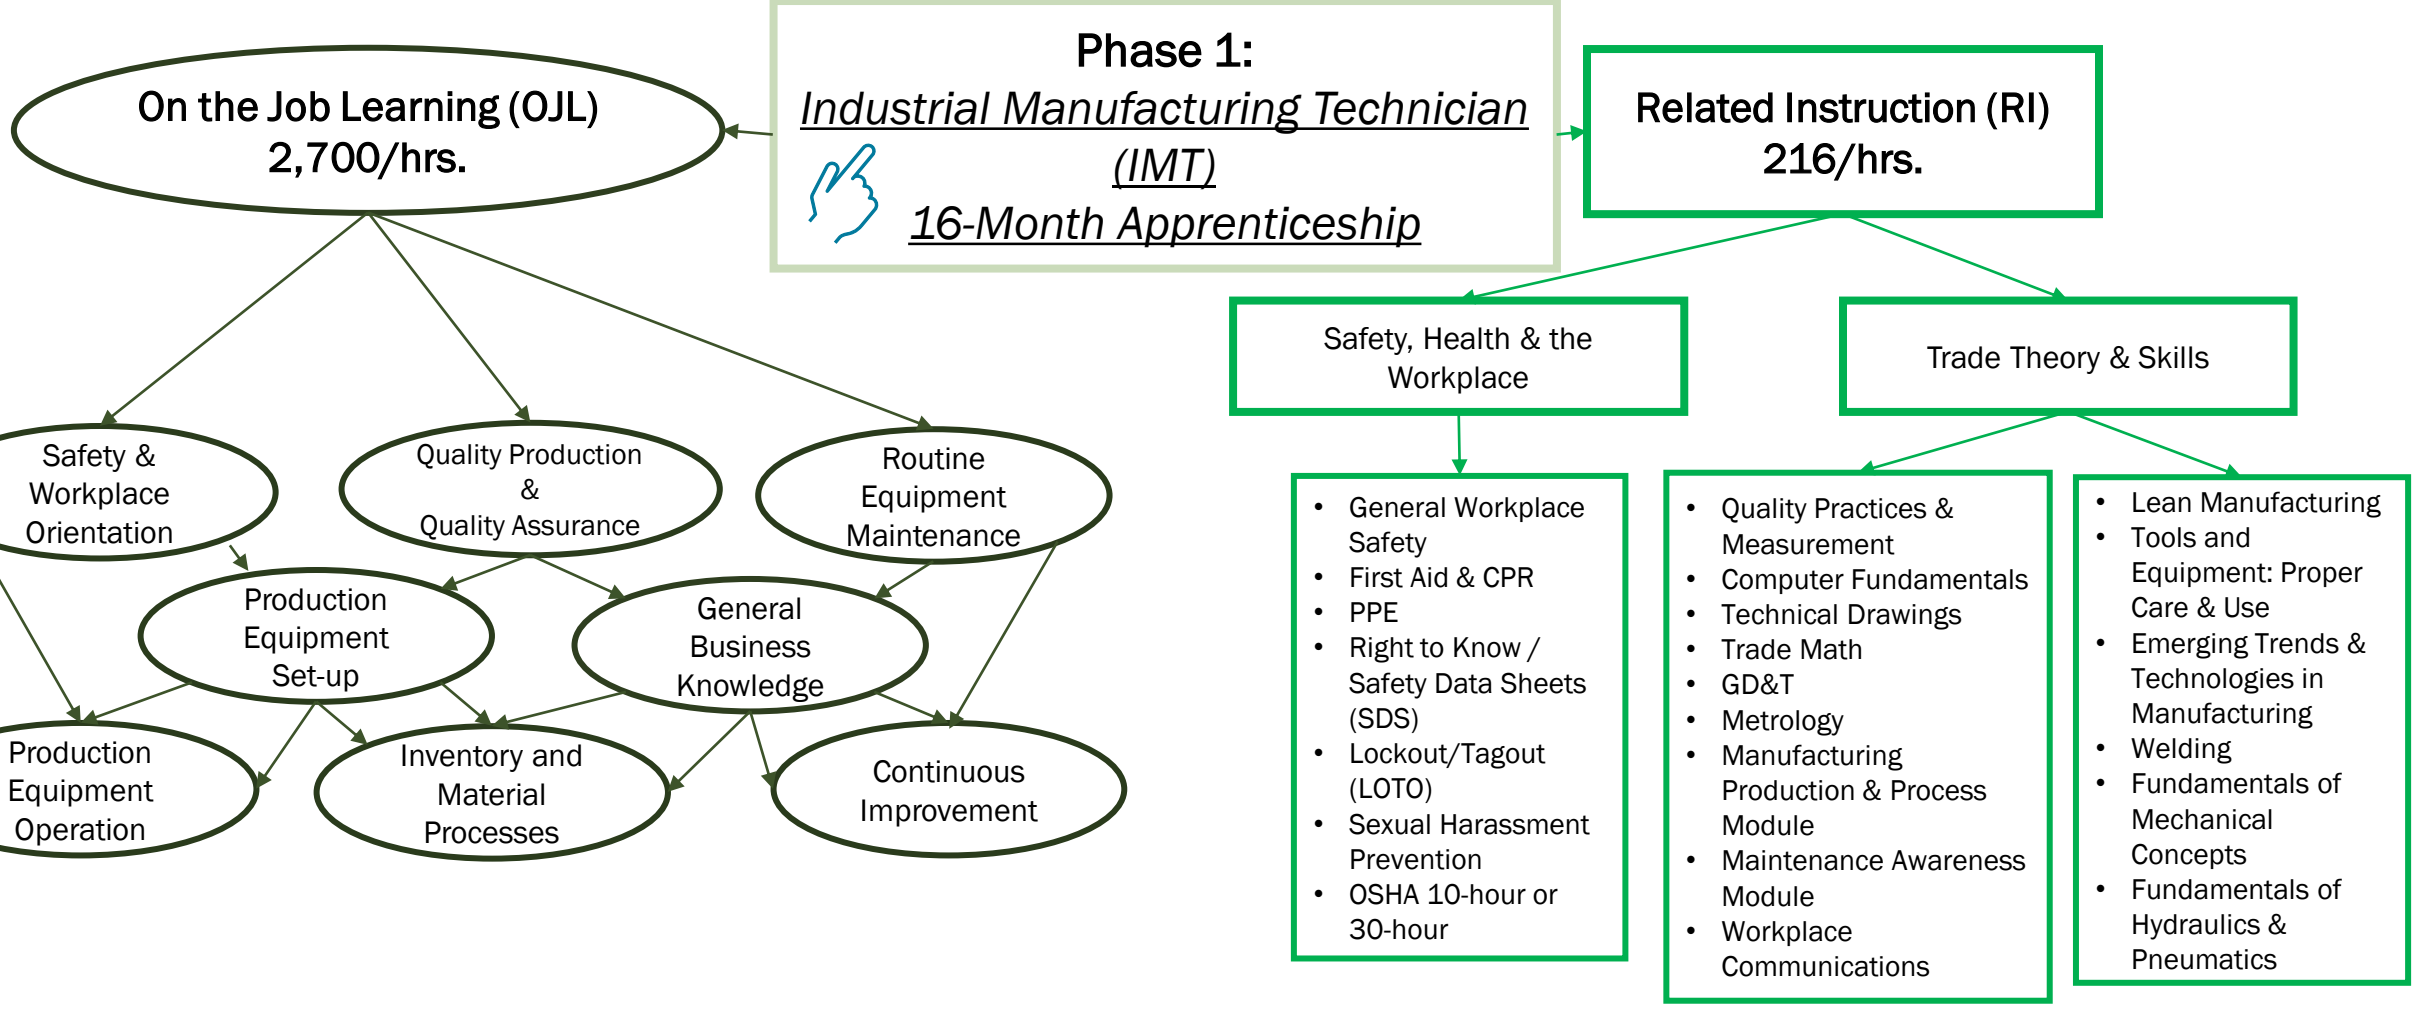 Phase 1:
Industrial Manufacturing Technician
(IMT)
16-Month Apprenticeship
On the Job Learning (OJL)
2,700/hrs.
Safety &
Workplace
Orientation
Quality Production
&
Quality Assurance
Routine
Equipment
Maintenance
Production
Equipment
Set-up
General
Business
Knowledge
Production
Equipment
Operation
Inventory and
Material
Processes
Continuous
Improvement
Related Instruction (RI)
216/hrs.
Safety, Health & the
Workplace
• General Workplace
Safety
• First Aid & CPR
• PPE
• Right to Know /
Safety Data Sheets
(SDS)
• Lockout/Tagout
(LOTO)
• Sexual Harassment
Prevention
• OSHA 10-hour or
30-hour
Trade Theory & Skills
• Quality Practices &
Measurement
• Computer Fundamentals
• Technical Drawings
• Trade Math
• GD&T
• Metrology
• Manufacturing
Production & Process
Module
• Maintenance Awareness
Module
• Workplace
Communications
• Lean Manufacturing
• Tools and
Equipment: Proper
Care & Use
• Emerging Trends &
Technologies in
Manufacturing
• Welding
• Fundamentals of
Mechanical
Concepts
• Fundamentals of
Hydraulics &
Pneumatics